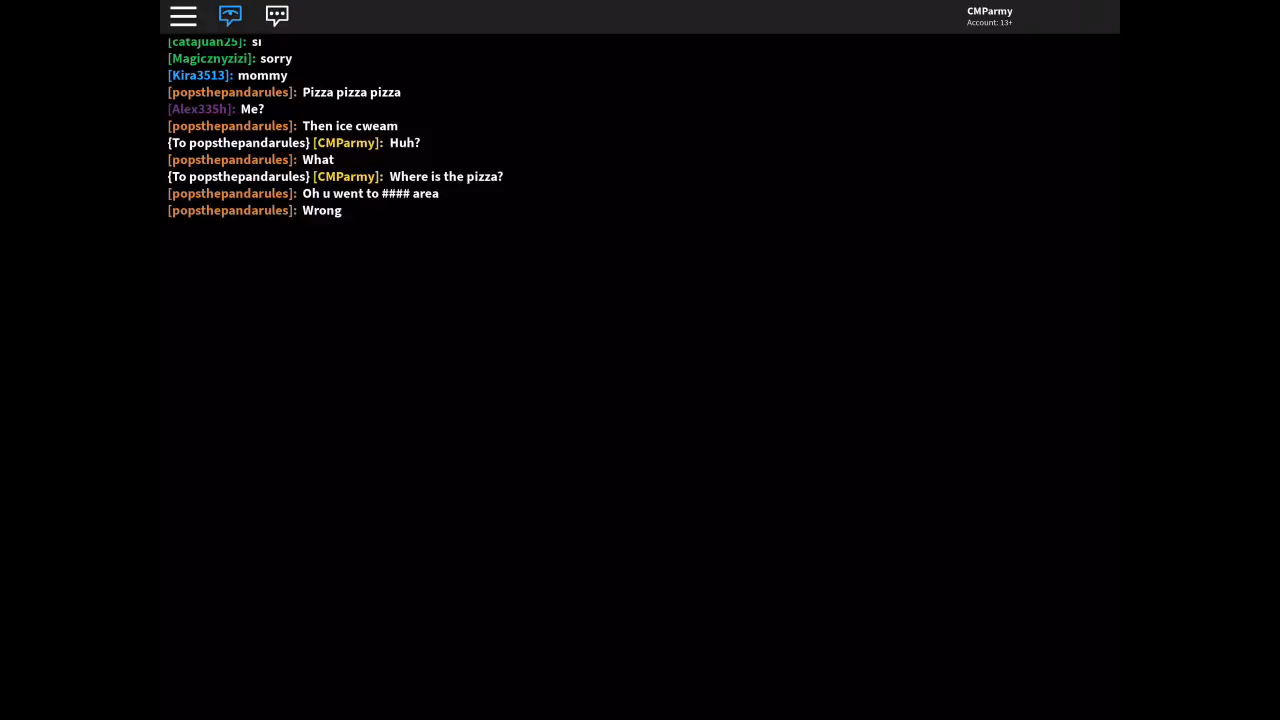 CMParmy
Account: 13+
[catajuan25]: si
[Magicznyzizi]: sorry
[Kira3513]: mommy
[popsthepandarules]: Pizza pizza pizza
[Alex335h]: Me?
[popsthepandarules]: Then ice cweam
{To popsthepandarules} [CMParmy]: Huh?
[popsthepandarules]: What
{To popsthepandarules} [CMParmy]: Where is the pizza?
[popsthepandarules]: Oh u went to #### area
[popsthepandarules]: Wrong